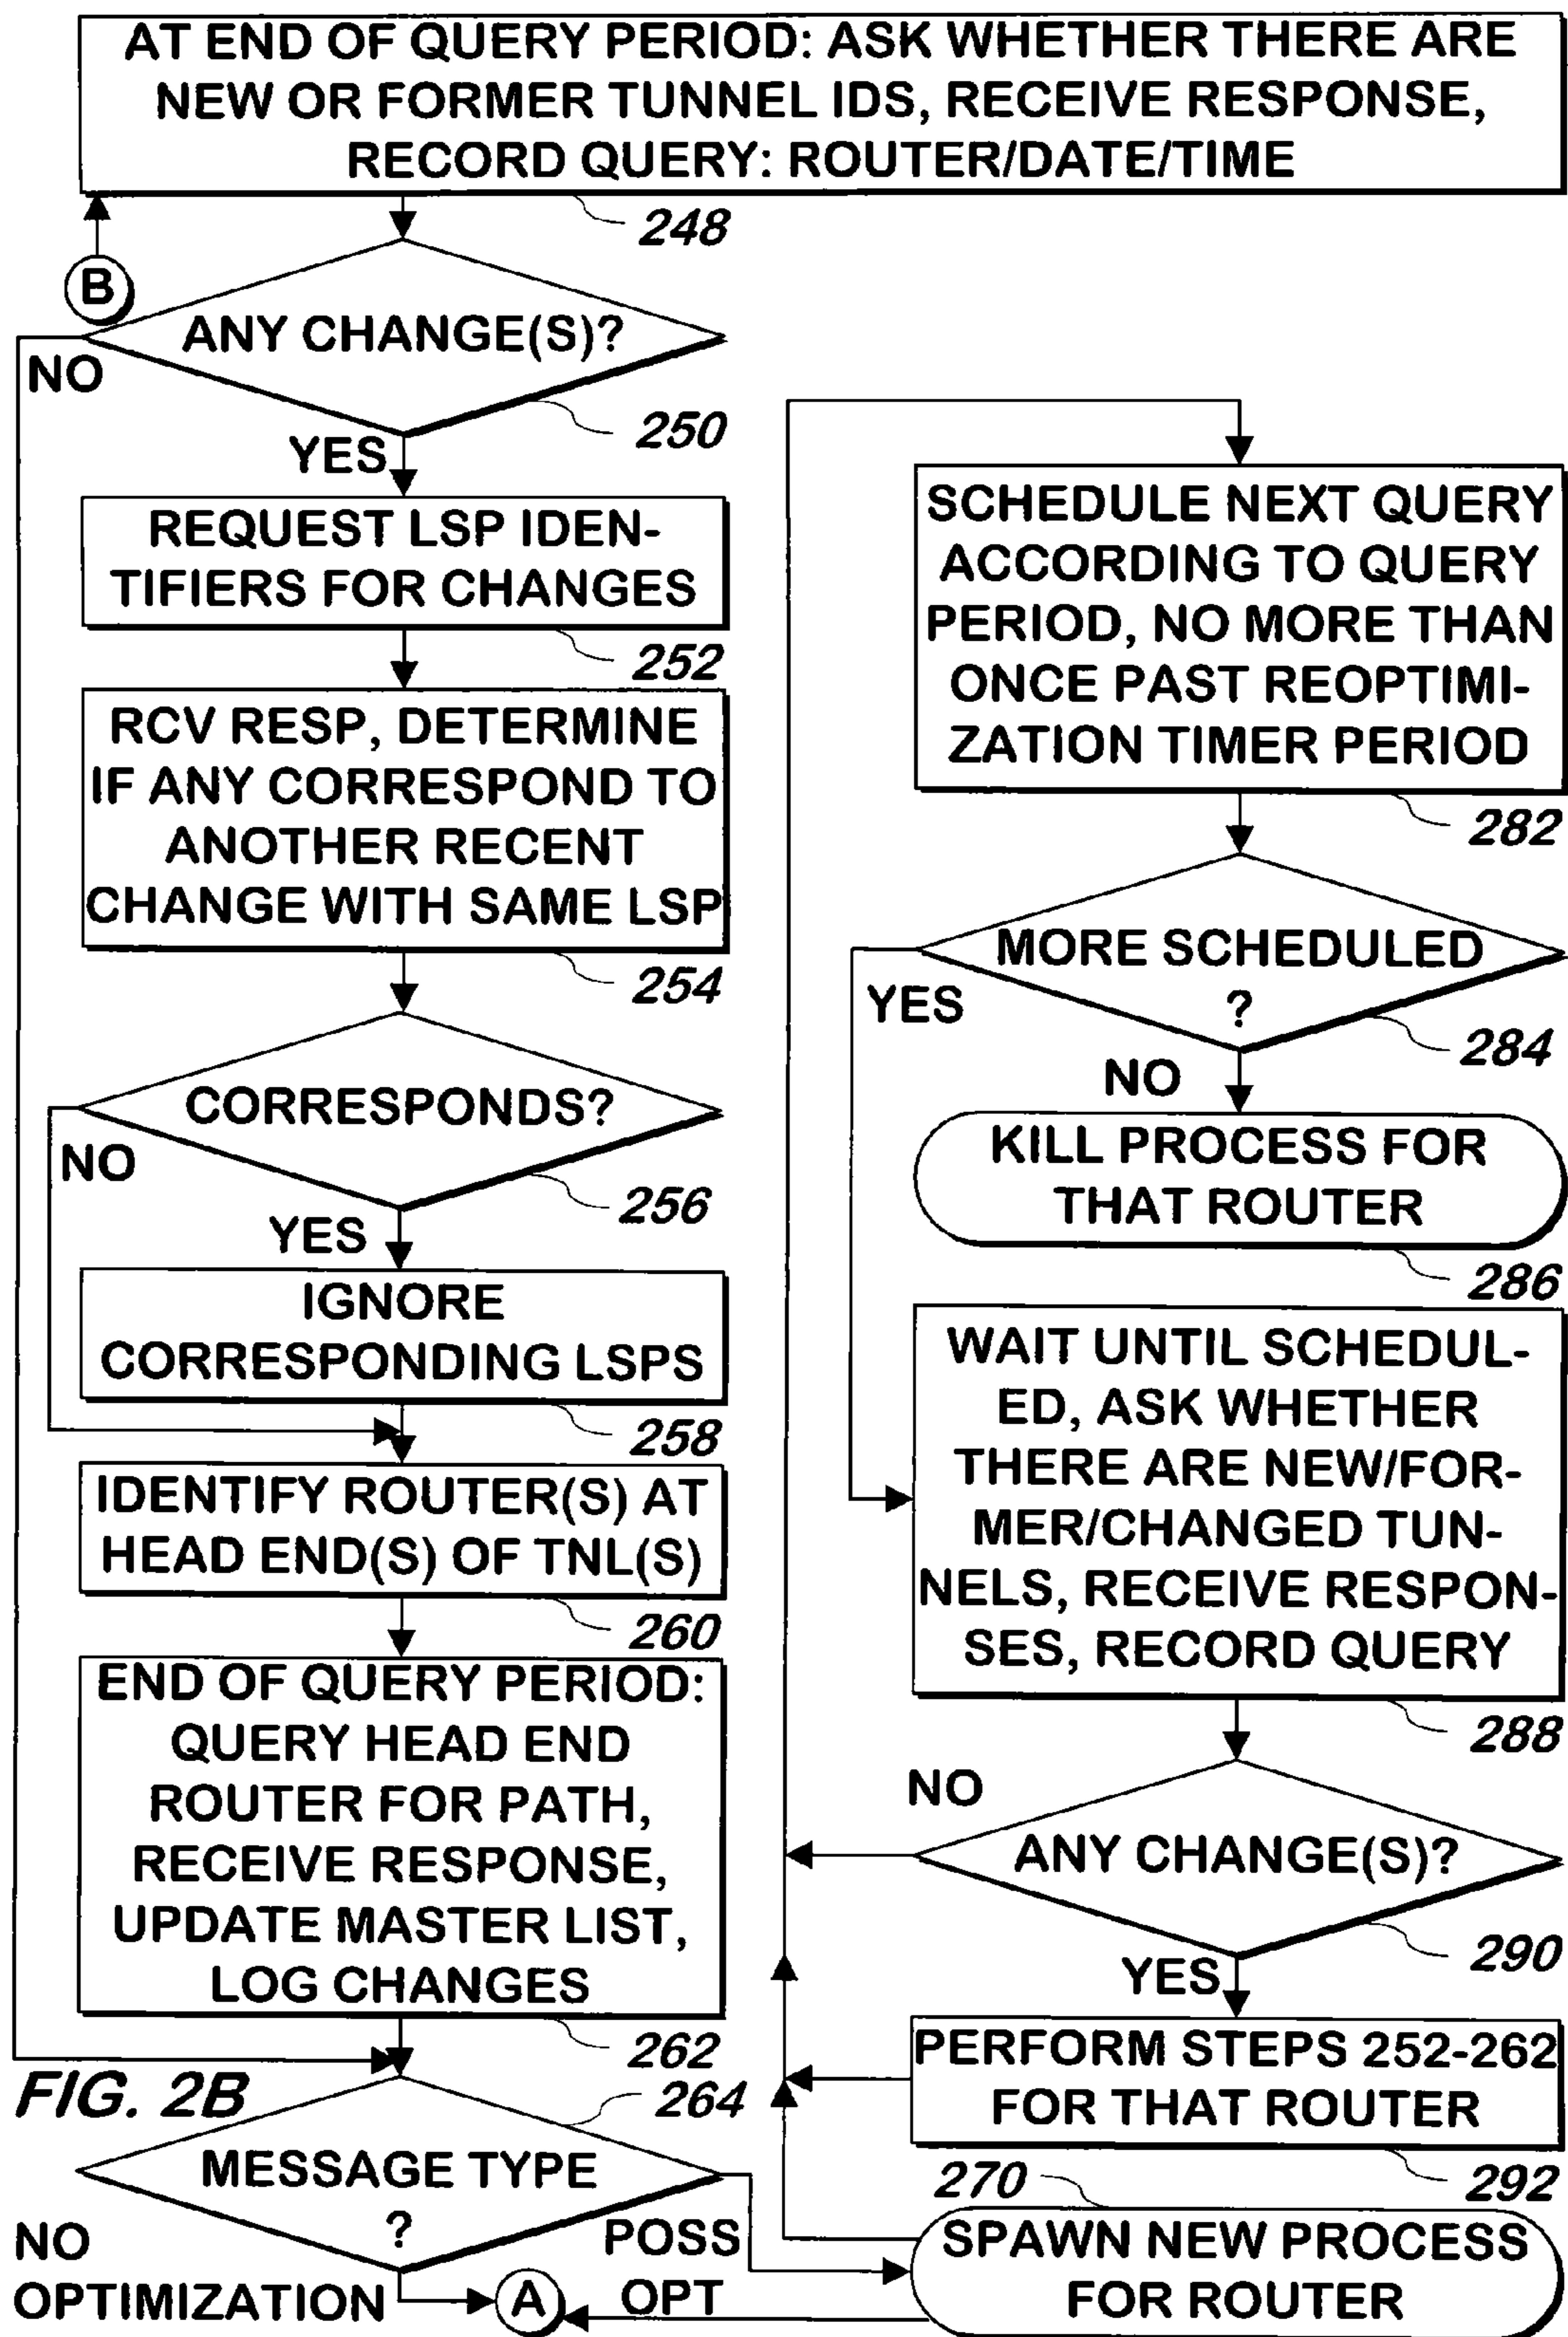 AT END OF QUERY PERIOD: ASK WHETHER THERE ARE
NEW OR FORMER TUNNEL IDS, RECEIVE RESPONSE,
RECORD QUERY: ROUTER/DATE/TIME
248
B
ANY CHANGE(S)?
NO
250
YES
REQUEST LSP IDEN-
TIFIERS FOR CHANGES
252
RCV RESP, DETERMINE
IF ANY CORRESPOND TO
ANOTHER RECENT
CHANGE WITH SAME LSP
254
CORRESPONDS?
NO
256
YES
IGNORE
CORRESPONDING LSPS
258
IDENTIFY ROUTER(S) AT
HEAD END(S) OF TNL(S)
260
END OF QUERY PERIOD:
QUERY HEAD END
ROUTER FOR PATH,
RECEIVE RESPONSE,
UPDATE MASTER LIST,
LOG CHANGES
262
FIG. 2B
264
MESSAGE TYPE
?
NO
OPTIMIZATION
A
POSS
OPT
SCHEDULE NEXT QUERY
ACCORDING TO QUERY
PERIOD, NO MORE THAN
ONCE PAST REOPTIMI-
ZATION TIMER PERIOD
282
MORE SCHEDULED
?
YES
284
NO
KILL PROCESS FOR
THAT ROUTER
286
WAIT UNTIL SCHEDUL-
ED, ASK WHETHER
THERE ARE NEW/FOR-
MER/CHANGED TUN-
NELS, RECEIVE RESPON-
SES, RECORD QUERY
288
NO
ANY CHANGE(S)?
290
YES
PERFORM STEPS 252-262
FOR THAT ROUTER
292
270
SPAWN NEW PROCESS
FOR ROUTER